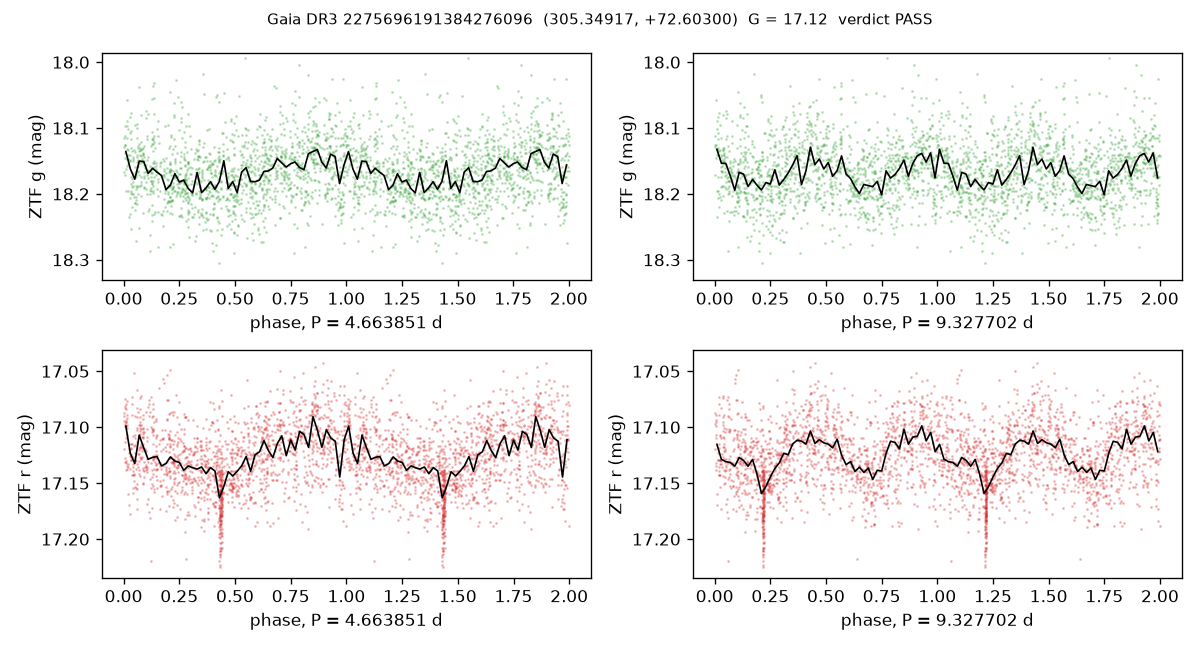 Gaia DR3 2275696191384276096  (305.34917, +72.60300)  G = 17.12  verdict PASS
ZTF g (mag)
18.0
18.1
18.2
18.3
0.00 0.25 0.50 0.75 1.00 1.25 1.50 1.75 2.00
phase, P = 4.663851 d
ZTF g (mag)
18.0
18.1
18.2
18.3
0.00 0.25 0.50 0.75 1.00 1.25 1.50 1.75 2.00
phase, P = 9.327702 d
ZTF r (mag)
17.05
17.10
17.15
17.20
0.00 0.25 0.50 0.75 1.00 1.25 1.50 1.75 2.00
phase, P = 4.663851 d
ZTF r (mag)
17.05
17.10
17.15
17.20
0.00 0.25 0.50 0.75 1.00 1.25 1.50 1.75 2.00
phase, P = 9.327702 d